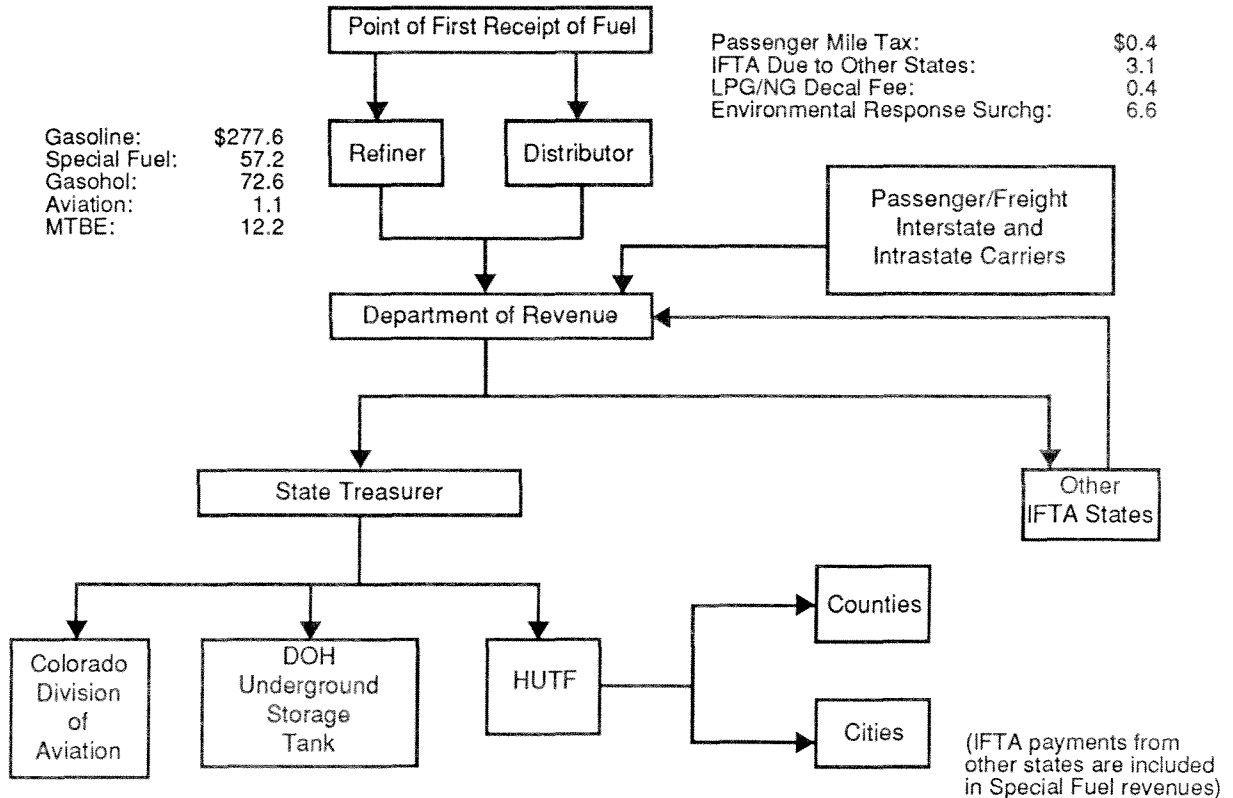 Point of First Receipt of Fuel
Passenger Mile Tax: $0.4
IFTA Due to Other States: 3.1
LPG/NG Decal Fee: 0.4
Environmental Response Surchg: 6.6
Gasoline: $277.6
Special Fuel: 57.2
Gasohol: 72.6
Aviation: 1.1
MTBE: 12.2
Refiner
Distributor
Passenger/Freight
Interstate and
Intrastate Carriers
Department of Revenue
State Treasurer
Other
IFTA States
Colorado
Division
of
Aviation
DOH
Underground
Storage
Tank
HUTF
Counties
Cities
(IFTA payments from
other states are included
in Special Fuel revenues)